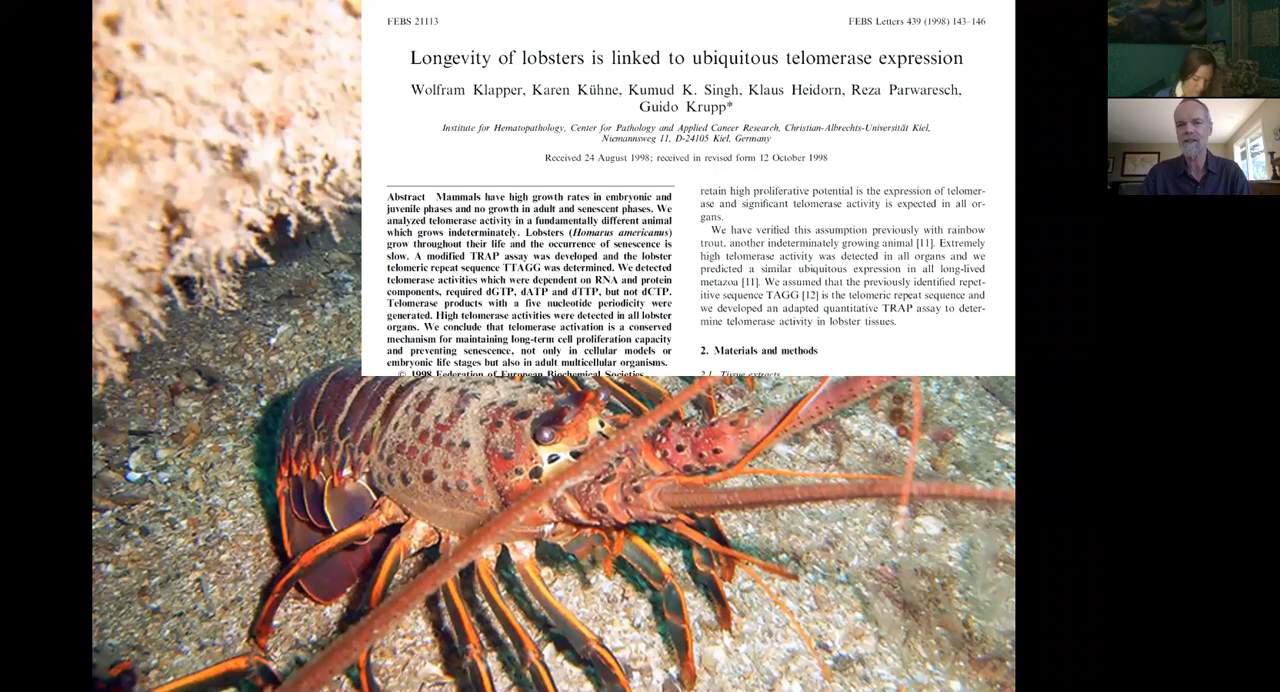 FEBS 21113
FEBS Letters 439 (1998) 143–146
Longevity of lobsters is linked to ubiquitous telomerase expression
Wolfram Klapper, Karen Kühne, Kumud K. Singh, Klaus Heidorn, Reza Parwaresch,
Guido Krupp*
Institute for Hematopathology, Center for Pathology and Applied Cancer Research, Christian-Albrechts-Universität Kiel,
Niemannsweg 11, D-24105 Kiel, Germany
Received 24 August 1998; received in revised form 12 October 1998
Abstract Mammals have high growth rates in embryonic and
juvenile phases and no growth in adult and senescent phases. We
analyzed telomerase activity in a fundamentally different animal
which grows indeterminately. Lobsters (Homarus americanus)
grow throughout their life and the occurrence of senescence is
slow. A modified TRAP assay was developed and the lobster
telomeric repeat sequence TTAGG was determined. We detected
telomerase activities which were dependent on RNA and protein
components, required dGTP, dATP and dTTP, but not dCTP.
Telomerase products with a five nucleotide periodicity were
generated. High telomerase activities were detected in all lobster
organs. We conclude that telomerase activation is a conserved
mechanism for maintaining long-term cell proliferation capacity
and preventing senescence, not only in cellular models or
embryonic life stages but also in adult multicellular organisms.
© 1998 Federation of European Biochemical Societies.
retain high proliferative potential is the expression of telomer-
ase and significant telomerase activity is expected in all or-
gans.
We have verified this assumption previously with rainbow
trout, another indeterminately growing animal [11]. Extremely
high telomerase activity was detected in all organs and we
predicted a similar ubiquitous expression in all long-lived
metazoa [11]. We assumed that the previously identified repet-
itive sequence TAGG [12] is the telomeric repeat sequence and
we developed an adapted quantitative TRAP assay to deter-
mine telomerase activity in lobster tissues.
2. Materials and methods
2.1. Tissue extracts